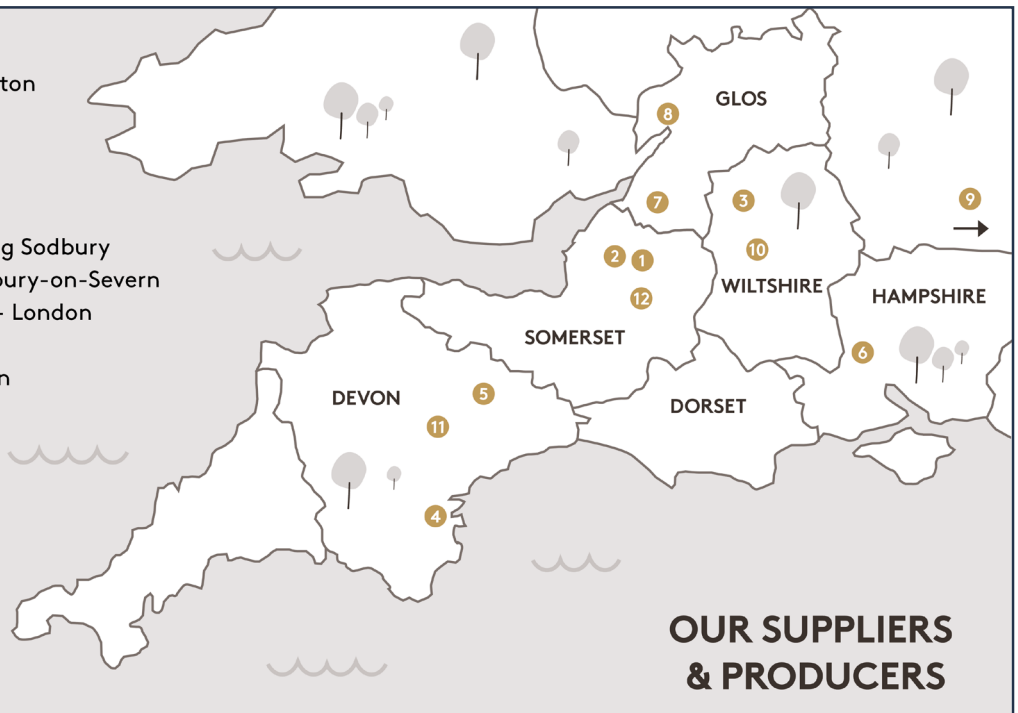 ton
g Sodbury
bury-on-Severn
- London
n
GLOS
8
7
3
9
10
2
1
WILTSHIRE
12
HAMPSHIRE
SOMERSET
6
DEVON
5
DORSET
11
4
OUR SUPPLIERS
& PRODUCERS